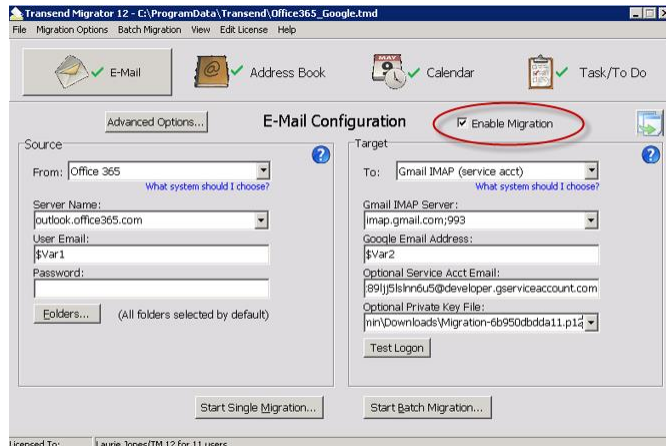 Transend Migrator 12 - C:\ProgramData\Transend\Office365_Google.tmd
File Migration Options Batch Migration View Edit License Help
E-Mail
Address Book
MAY
Calendar
Task/To Do
Advanced Options...
E-Mail Configuration
Enable Migration
Source
Target
From: Office 365
To: Gmail IMAP (service acct)
What system should I choose?
What system should I choose?
Server Name:
Gmail IMAP Server:
outlook.office365.com
imap.gmail.com;993
User Email:
Google Email Address:
$Var1
$Var2
Password:
Optional Service Acct Email:
:89ljj5lslnn6u5@developer.gserviceaccount.com
Optional Private Key File:
Folders... (All folders selected by default)
min\Downloads\Migration-6b950dbdda11.p12
Test Logon
Start Single Migration...
Start Batch Migration...
Licensed To: Laurie Jones/TM 12 for 11 users